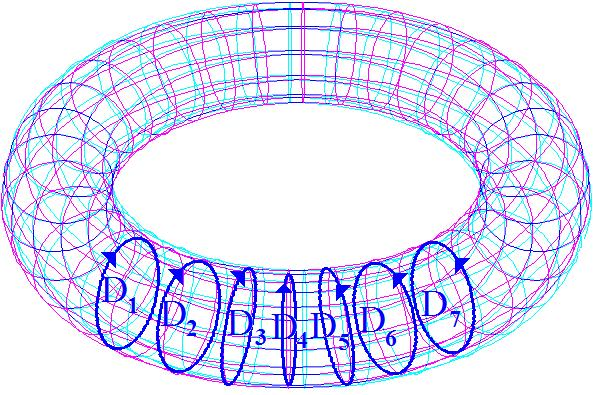 D₁ D₂ D₃ D₄ D₅ D₆ D₇